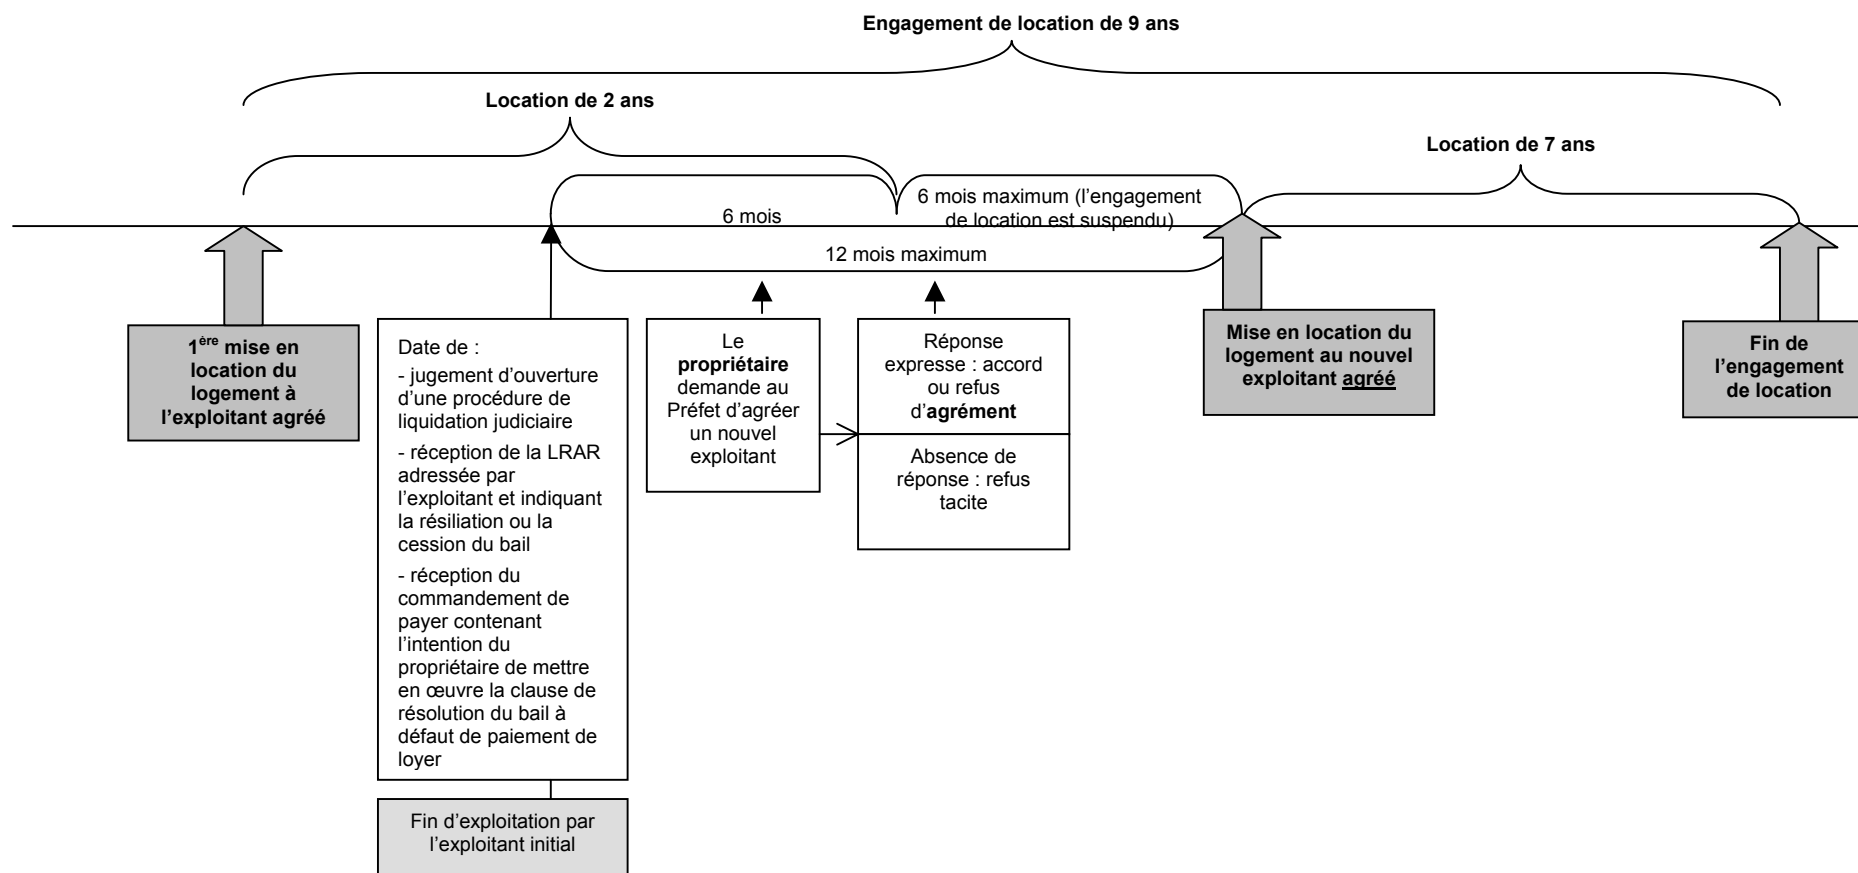 Engagement de location de 9 ans
Location de 2 ans
Location de 7 ans
6 mois
6 mois maximum (l’engagement
de location est suspendu)
12 mois maximum
1ère mise en
location du
logement à
l’exploitant agréé
Date de :
- jugement d’ouverture
d’une procédure de
liquidation judiciaire
- réception de la LRAR
adressée par
l’exploitant et indiquant
la résiliation ou la
cession du bail
- réception du
commandement de
payer contenant
l’intention du
propriétaire de mettre
en œuvre la clause de
résolution du bail à
défaut de paiement de
loyer
Fin d’exploitation par
l’exploitant initial
Le
propriétaire
demande au
Préfet d’agréer
un nouvel
exploitant
Réponse
expresse : accord
ou refus
d’agrément
Absence de
réponse : refus
tacite
Mise en location du
logement au nouvel
exploitant agréé
Fin de
l’engagement
de location